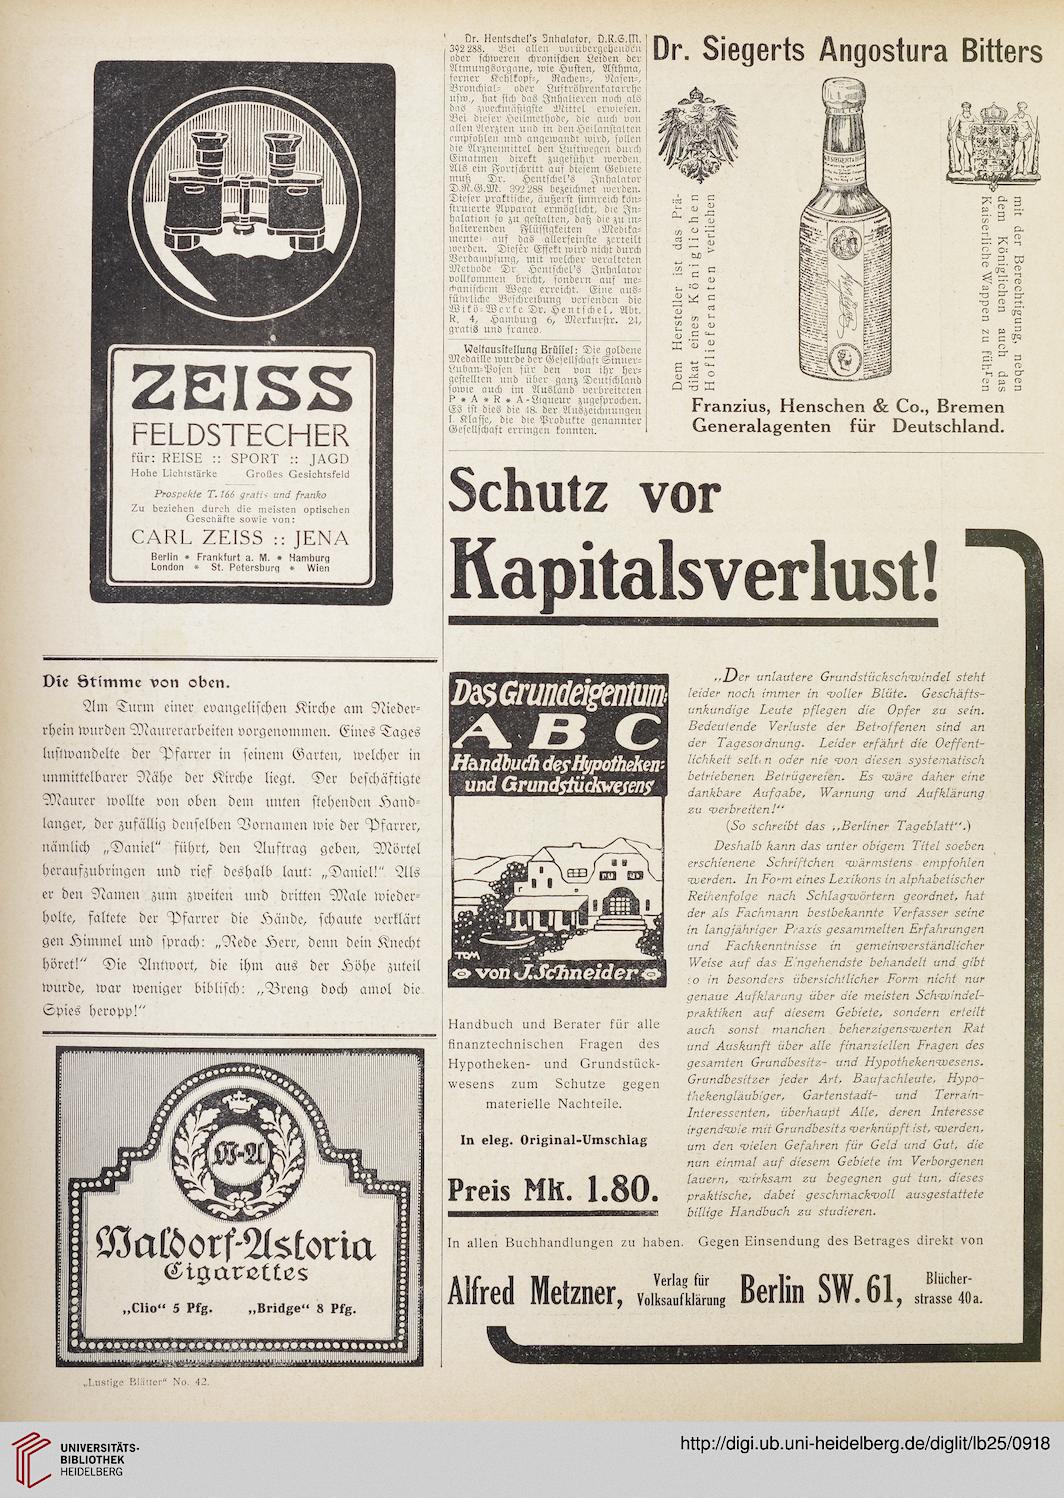 ZEISS
FELDSTECHER
für: REISE :: SPORT :: JAGD
Hohe Lichtstärke Großes Gesichtsfeld
Prospekte T. 166 gratis und franko
Zu beziehen durch die meisten optischen
Geschäfte sowie von:
CARL ZEISS :: JENA
Berlin * Frankfurt a. M. * Hamburg
London * St. Petersburg * Wien
Die Stimme von oben.
Am Turm einer evangelischen Kirche am Nieder-
rhein wurden Maurerarbeiten vorgenommen. Eines Tages
lustwandelte der Pfarrer in seinem Garten, welcher in
unmittelbarer Nähe der Kirche liegt. Der beschäftigte
Maurer wollte von oben dem unten stehenden Hand-
langer, der zufällig denselben Vornamen wie der Pfarrer,
nämlich „Daniel“ führt, den Auftrag geben, Mörtel
heraufzubringen und rief deshalb laut: „Daniel!“ Als
er den Namen zum zweiten und dritten Male wieder-
holte, faltete der Pfarrer die Hände, schaute verklärt
gen Himmel und sprach: „Rede Herr, denn dein Knecht
höret!“ Die Antwort, die ihm aus der Höhe zuteil
wurde, war weniger biblisch: „Breng doch amol die
Spies heropp!“
W-A
Waldorf-Astoria
Cigarettes
„Clio“ 5 Pfg. „Bridge“ 8 Pfg.
„Lustige Blätter“ No. 42.
Dr. Hentschel's Inhalator, D.R.G.M.
392 288. Bei allen vorübergehenden
oder schweren chronischen Leiden der
Atmungsorgane, wie Husten, Asthma,
ferner Kehlkopf-, Rachen-, Nasen-,
Bronchial- oder Luftröhrenkatarrhe
usw., hat sich das Inhalieren noch als
das zweckmäßigste Mittel erwiesen.
Bei dieser Heilmethode, die auch von
allen Aerzten und in den Heilanstalten
empfohlen und angewandt wird, sollen
die Arzneimittel den Luftwegen durch
Einatmen direkt zugeführt werden.
Als ein Fortschritt auf diesem Gebiete
muß Dr. Hentschel's Inhalator
D.R.G.M. 392 288 bezeichnet werden.
Dieser praktische, äußerst sinnreich kon-
struierte Apparat ermöglicht, die In-
halation so zu gestalten, daß die zu in-
halierenden Flüssigkeiten (Medika-
mente) auf das allerfeinste zerteilt
werden. Dieser Effekt wird nicht durch
Verdampfung, mit welcher veralteten
Methode Dr. Hentschel's Inhalator
vollkommen bricht, sondern auf me-
chanischem Wege erreicht. Eine aus-
führliche Beschreibung versenden die
Wikö-Werke Dr. Hentschel, Abt.
R. 4, Hamburg 6, Merkurstr. 24,
gratis und franco.
Weltausstellung Brüssel: Die goldene
Medaille wurde der Gesellschaft Sinner-
Luban-Posen für den von ihr her-
gestellten und über ganz Deutschland
sowie auch im Ausland verbreiteten
P * A * R * A - Liqueur zugesprochen.
Es ist dies die 48. der Auszeichnungen
I. Klasse, die die Produkte genannter
Gesellschaft erringen konnten.
Dr. Siegerts Angostura Bitters
Dem Hersteller ist das Prä-
dikat eines Königlichen
Hoflieferanten verliehen
mit der Berechtigung, neben
dem Königlichen auch das
Kaiserliche Wappen zu führen
Franzius, Henschen & Co., Bremen
Generalagenten für Deutschland.
Schutz vor
Kapitalsverlust!
Das Grundeigentum-
ABC
Handbuch des Hypotheken-
und Grundstückwesens
TOM
von J. Schneider
Handbuch und Berater für alle
finanztechnischen Fragen des
Hypotheken- und Grundstück-
wesens zum Schutze gegen
materielle Nachteile.
In eleg. Original-Umschlag
Preis Mk. 1.80.
„Der unlautere Grundstückschwindel steht
leider noch immer in voller Blüte. Geschäfts-
unkundige Leute pflegen die Opfer zu sein.
Bedeutende Verluste der Betroffenen sind an
der Tagesordnung. Leider erfährt die Oeffent-
lichkeit selten oder nie von diesen systematisch
betriebenen Betrügereien. Es wäre daher eine
dankbare Aufgabe, Warnung und Aufklärung
zu verbreiten!“
(So schreibt das „Berliner Tageblatt“.)
Deshalb kann das unter obigem Titel soeben
erschienene Schriftchen wärmstens empfohlen
werden. In Form eines Lexikons in alphabetischer
Reihenfolge nach Schlagwörtern geordnet, hat
der als Fachmann bestbekannte Verfasser seine
in langjähriger Praxis gesammelten Erfahrungen
und Fachkenntnisse in gemeinverständlicher
Weise auf das Eingehendste behandelt und gibt
so in besonders übersichtlicher Form nicht nur
genaue Aufklärung über die meisten Schwindel-
praktiken auf diesem Gebiete, sondern erteilt
auch sonst manchen beherzigenswerten Rat
und Auskunft über alle finanziellen Fragen des
gesamten Grundbesitz- und Hypothekenwesens.
Grundbesitzer jeder Art, Baufachleute, Hypo-
thekengläubiger, Gartenstadt- und Terrain-
Interessenten, überhaupt Alle, deren Interesse
irgendwie mit Grundbesitz verknüpft ist, werden,
um den vielen Gefahren für Geld und Gut, die
nun einmal auf diesem Gebiete im Verborgenen
lauern, wirksam zu begegnen gut tun, dieses
praktische, dabei geschmackvoll ausgestattete
billige Handbuch zu studieren.
In allen Buchhandlungen zu haben. Gegen Einsendung des Betrages direkt von
Alfred Metzner, Verlag für Volksaufklärung Berlin SW. 61, Blücher-strasse 40a.
UNIVERSITÄTS-
BIBLIOTHEK
HEIDELBERG
http://digi.ub.uni-heidelberg.de/diglit/lb25/0918